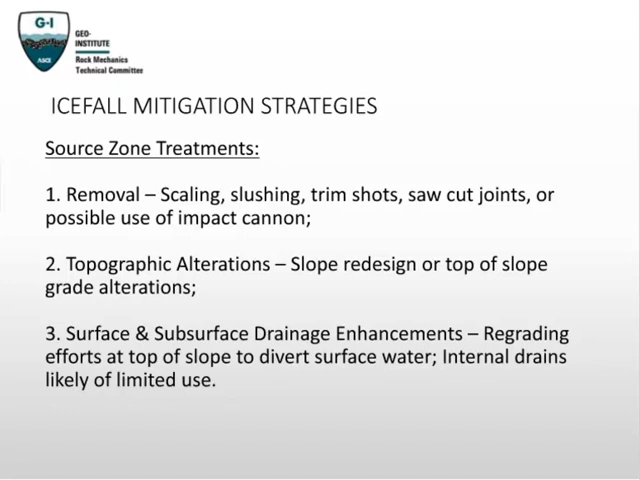 G-I
ASCE
GEO-
INSTITUTE
Rock Mechanics
Technical Committee
ICEFALL MITIGATION STRATEGIES
Source Zone Treatments:
1. Removal – Scaling, slushing, trim shots, saw cut joints, or
possible use of impact cannon;
2. Topographic Alterations – Slope redesign or top of slope
grade alterations;
3. Surface & Subsurface Drainage Enhancements – Regrading
efforts at top of slope to divert surface water; Internal drains
likely of limited use.